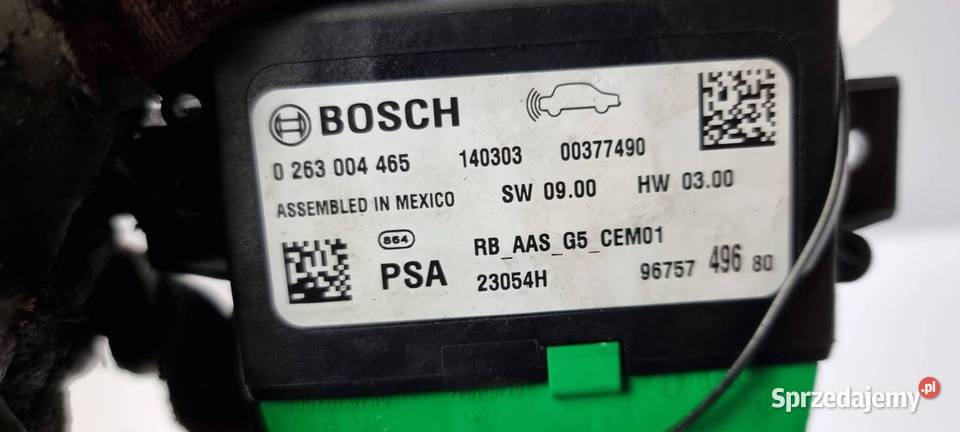 BOSCH
0 263 004 465 140303 00377490
ASSEMBLED IN MEXICO SW 09.00 HW 03.00
864 RB_AAS_G5_CEM01
PSA 23054H 96757 496 80
Sprzedajemy.pl